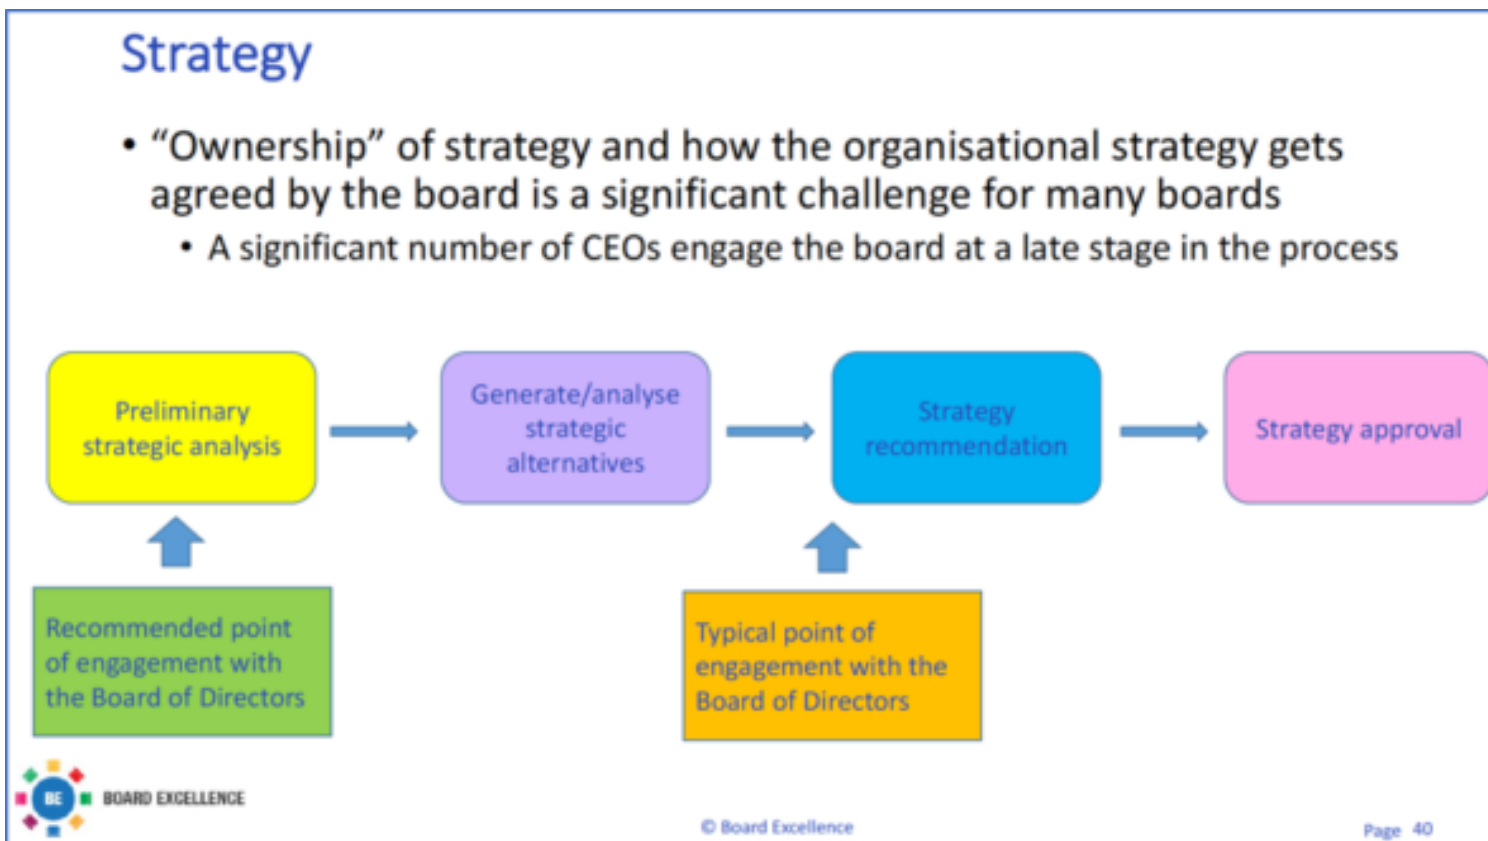 Strategy
• “Ownership” of strategy and how the organisational strategy gets
agreed by the board is a significant challenge for many boards
• A significant number of CEOs engage the board at a late stage in the process
Preliminary
strategic analysis
Generate/analyse
strategic
alternatives
Strategy
recommendation
Strategy approval
Recommended point
of engagement with
the Board of Directors
Typical point of
engagement with the
Board of Directors
BE BOARD EXCELLENCE
© Board Excellence
Page 40